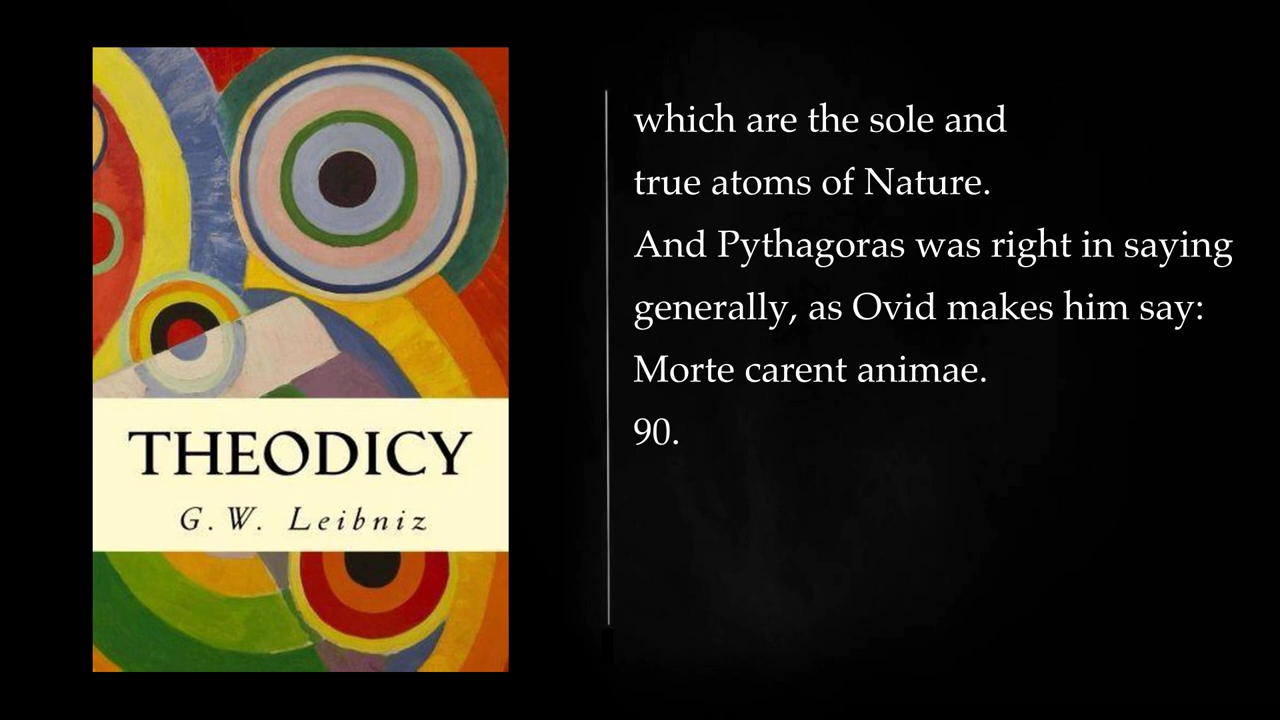 THEODICY
G. W. Leibniz
which are the sole and
true atoms of Nature.
And Pythagoras was right in saying
generally, as Ovid makes him say:
Morte carent animae.
90.